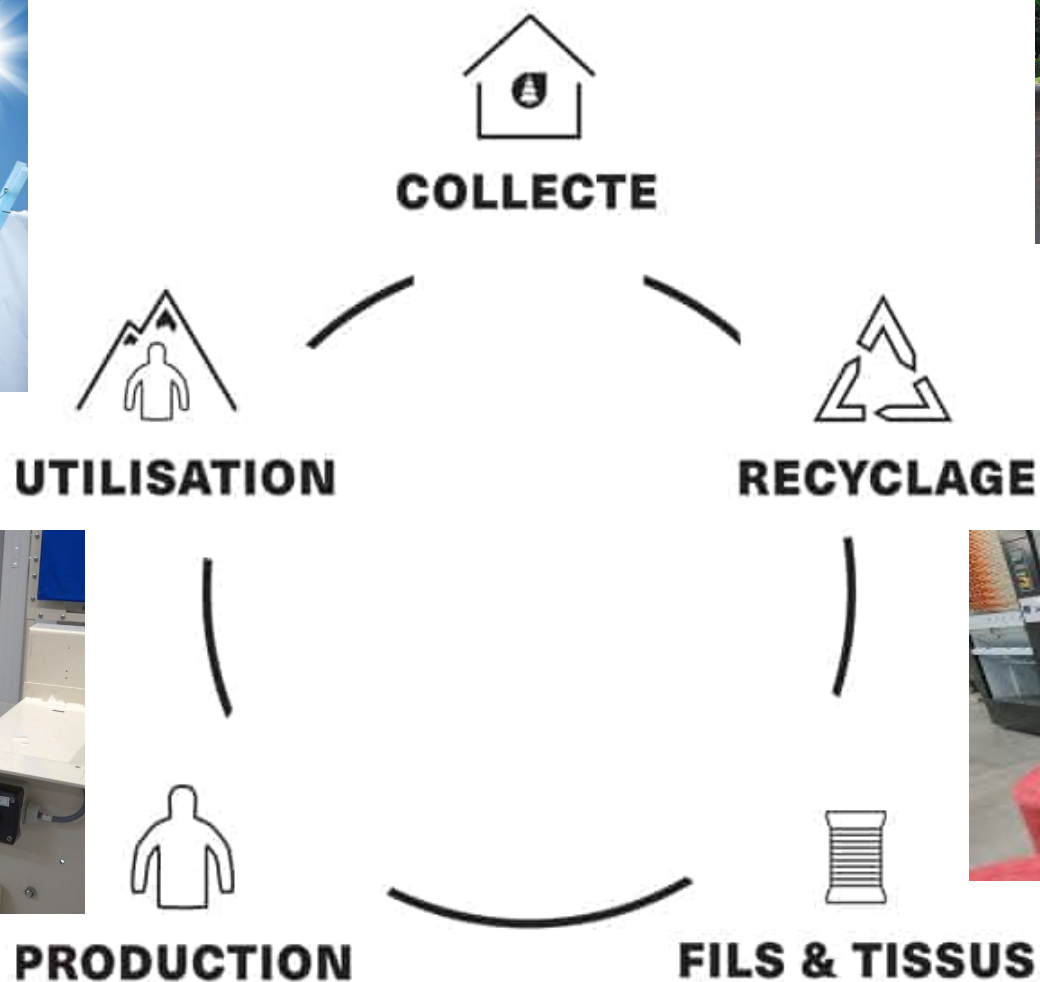 COLLECTE
UTILISATION
RECYCLAGE
PRODUCTION
FILS & TISSUS